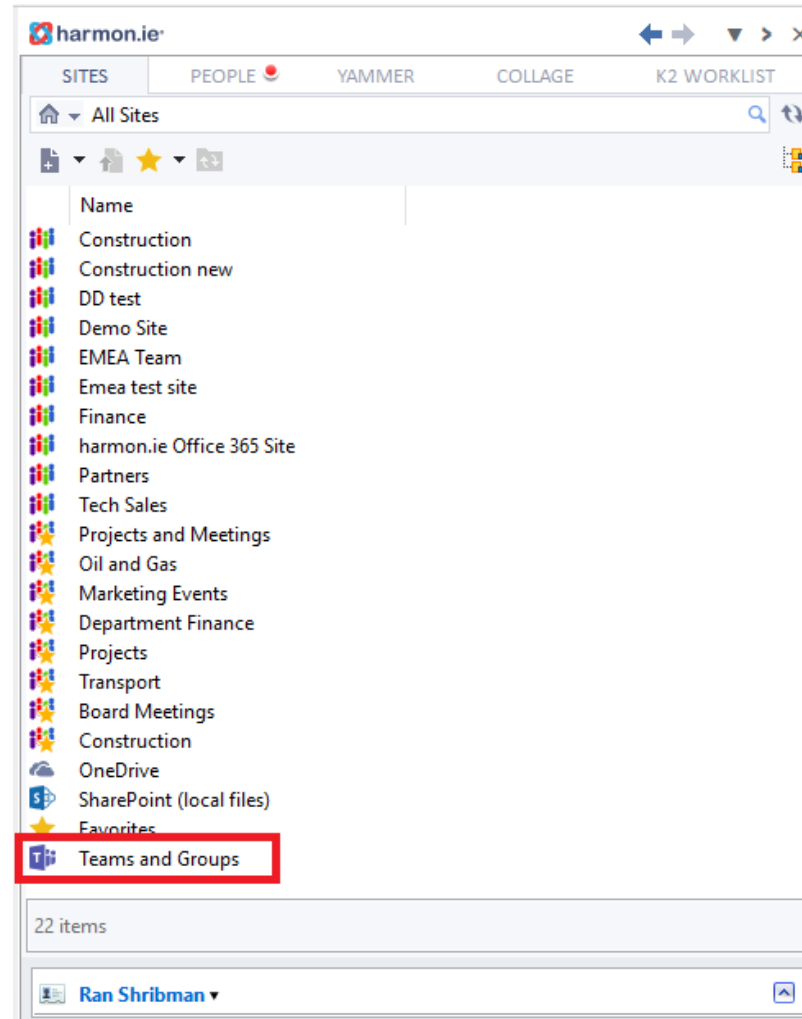 harmon.ie
SITES PEOPLE YAMMER COLLAGE K2 WORKLIST
All Sites
Name
Construction
Construction new
DD test
Demo Site
EMEA Team
Emea test site
Finance
harmon.ie Office 365 Site
Partners
Tech Sales
Projects and Meetings
Oil and Gas
Marketing Events
Department Finance
Projects
Transport
Board Meetings
Construction
OneDrive
SharePoint (local files)
Favorites
Teams and Groups
22 items
Ran Shribman